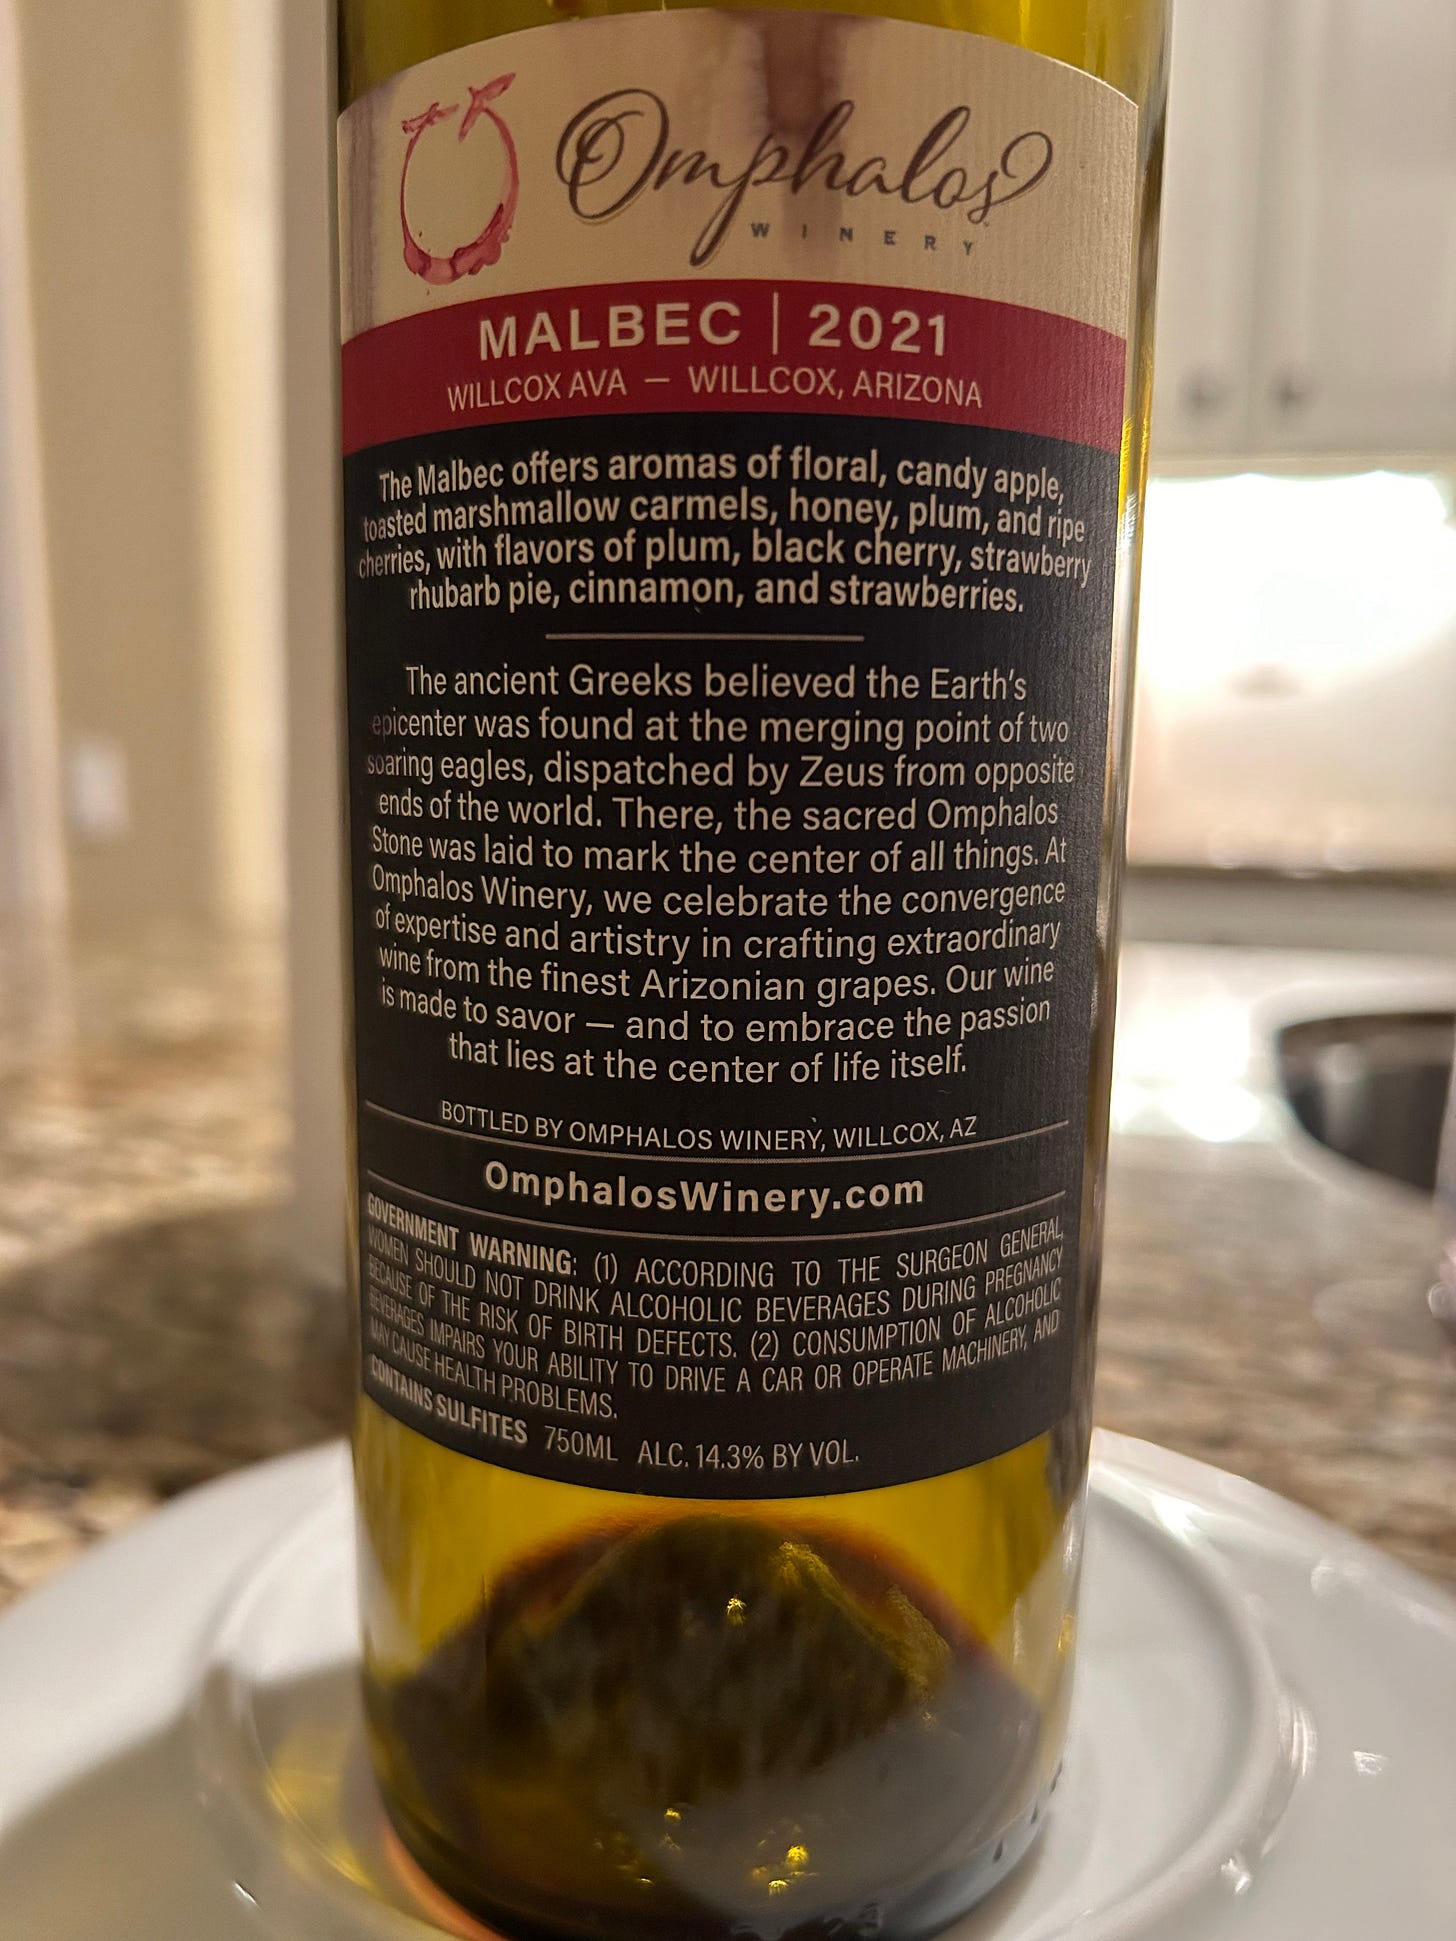 Omphalos
WINERY
MALBEC | 2021
WILLCOX AVA — WILLCOX, ARIZONA
The Malbec offers aromas of floral, candy apple,
toasted marshmallow carmels, honey, plum, and ripe
cherries, with flavors of plum, black cherry, strawberry
rhubarb pie, cinnamon, and strawberries.
The ancient Greeks believed the Earth's
epicenter was found at the merging point of two
soaring eagles, dispatched by Zeus from opposite
ends of the world. There, the sacred Omphalos
Stone was laid to mark the center of all things. At
Omphalos Winery, we celebrate the convergence
of expertise and artistry in crafting extraordinary
wine from the finest Arizonian grapes. Our wine
is made to savor — and to embrace the passion
that lies at the center of life itself.
BOTTLED BY OMPHALOS WINERY, WILLCOX, AZ
OmphalosWinery.com
GOVERNMENT WARNING: (1) ACCORDING TO THE SURGEON GENERAL,
WOMEN SHOULD NOT DRINK ALCOHOLIC BEVERAGES DURING PREGNANCY
BECAUSE OF THE RISK OF BIRTH DEFECTS. (2) CONSUMPTION OF ALCOHOLIC
BEVERAGES IMPAIRS YOUR ABILITY TO DRIVE A CAR OR OPERATE MACHINERY, AND
MAY CAUSE HEALTH PROBLEMS.
CONTAINS SULFITES 750ML ALC. 14.3% BY VOL.